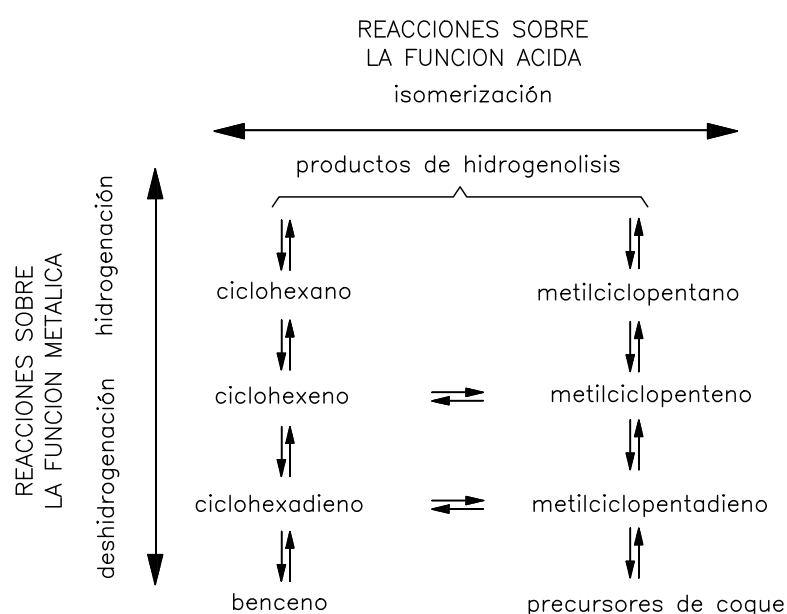 REACCIONES SOBRE
LA FUNCION ACIDA
isomerización
productos de hidrogenolisis
REACCIONES SOBRE
LA FUNCION METALICA
hidrogenación
deshidrogenación
ciclohexano
metilciclopentano
ciclohexeno
metilciclopenteno
ciclohexadieno
metilciclopentadieno
benceno
precursores de coque